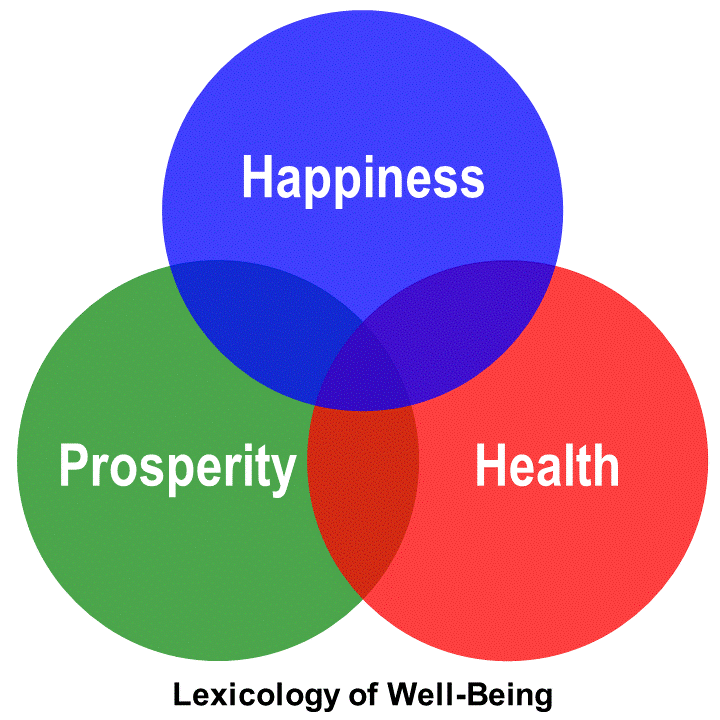 Happiness
Prosperity
Health
Lexicology of Well-Being